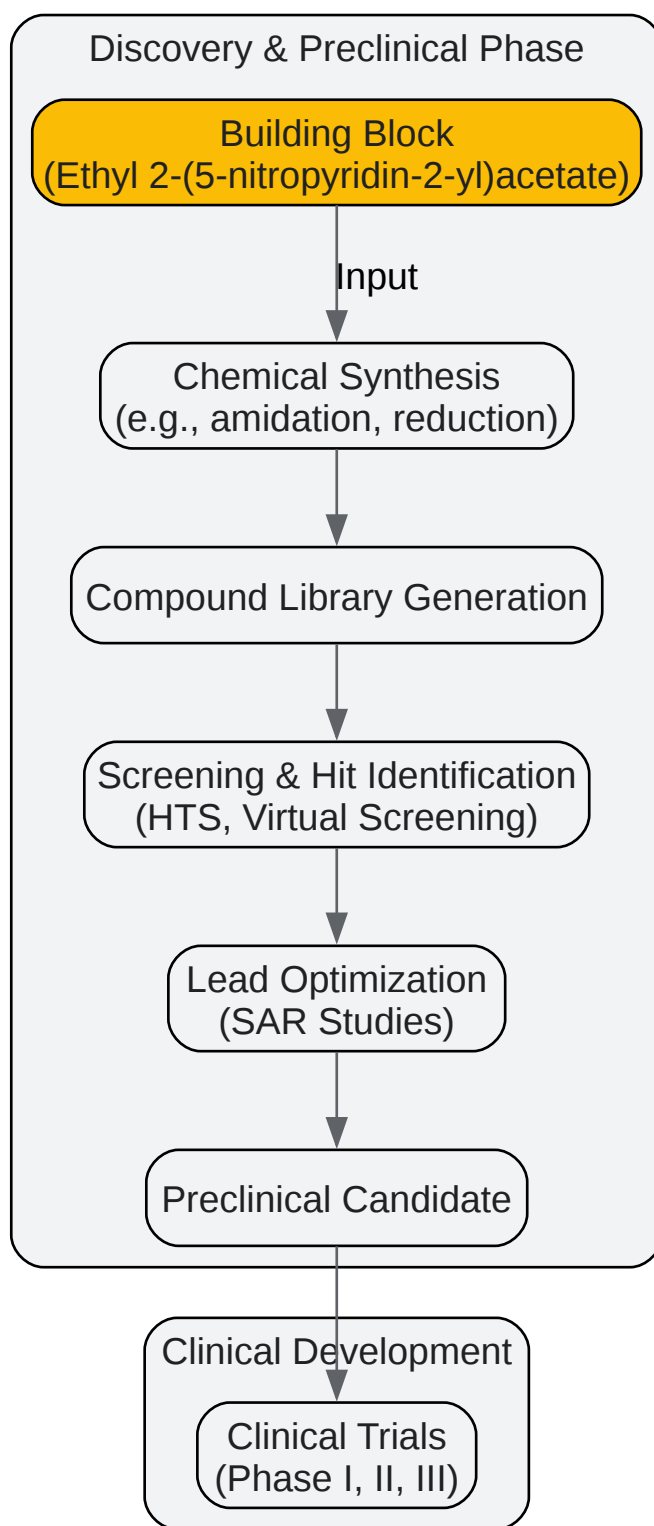 Discovery & Preclinical Phase
Building Block
(Ethyl 2-(5-nitropyridin-2-yl)acetate)
Input
Chemical Synthesis
(e.g., amidation, reduction)
Compound Library Generation
Screening & Hit Identification
(HTS, Virtual Screening)
Lead Optimization
(SAR Studies)
Preclinical Candidate
Clinical Development
Clinical Trials
(Phase I, II, III)